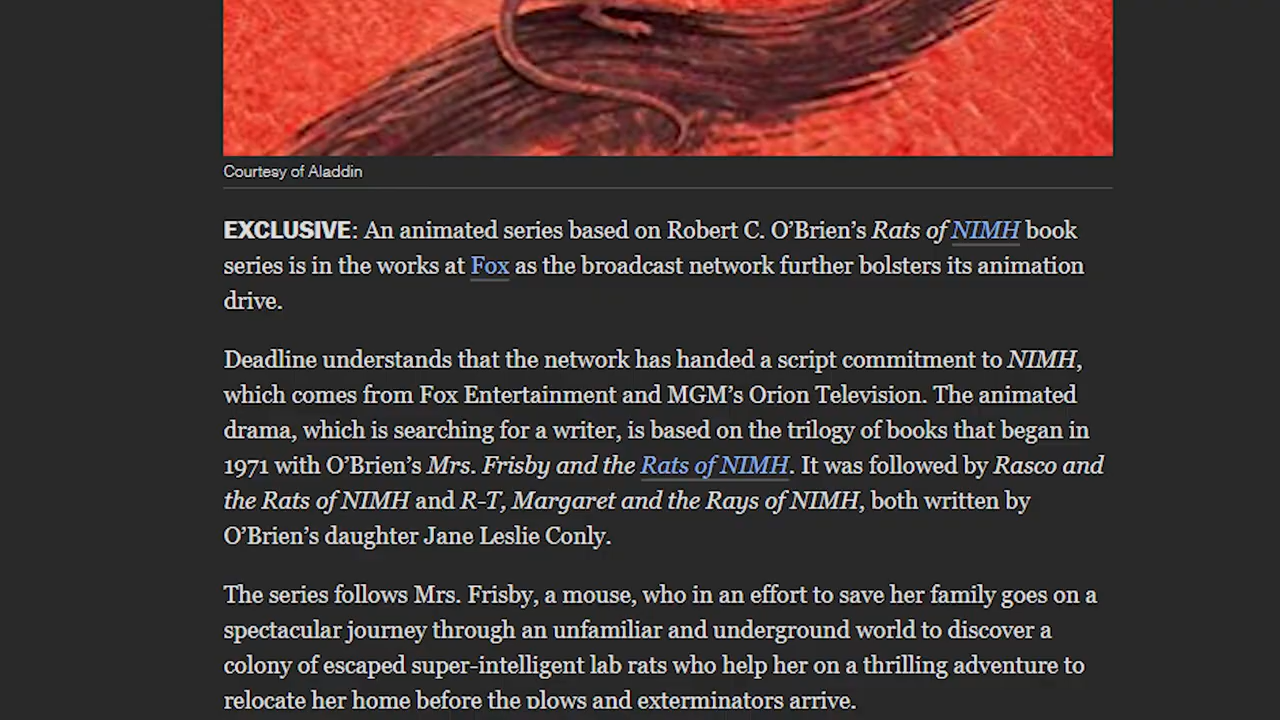 Courtesy of Aladdin
EXCLUSIVE: An animated series based on Robert C. O’Brien’s Rats of NIMH book
series is in the works at Fox as the broadcast network further bolsters its animation
drive.
Deadline understands that the network has handed a script commitment to NIMH,
which comes from Fox Entertainment and MGM’s Orion Television. The animated
drama, which is searching for a writer, is based on the trilogy of books that began in
1971 with O’Brien’s Mrs. Frisby and the Rats of NIMH. It was followed by Rasco and
the Rats of NIMH and R-T, Margaret and the Rays of NIMH, both written by
O’Brien’s daughter Jane Leslie Conly.
The series follows Mrs. Frisby, a mouse, who in an effort to save her family goes on a
spectacular journey through an unfamiliar and underground world to discover a
colony of escaped super-intelligent lab rats who help her on a thrilling adventure to
relocate her home before the plows and exterminators arrive.